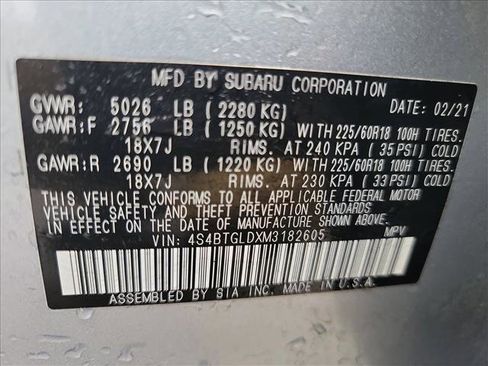 MFD BY SUBARU CORPORATION
GVWR: 5026 LB (2280 KG) DATE: 02/21
GAWR:F 2756 LB (1250 KG) WITH 225/60R18 100H TIRES.
18X7J RIMS. AT 240 KPA (35 PSI) COLD
GAWR:R 2690 LB (1220 KG) WITH 225/60R18 100H TIRES.
18X7J RIMS. AT 230 KPA (33 PSI) COLD
THIS VEHICLE CONFORMS TO ALL APPLICABLE FEDERAL MOTOR
VEHICLE SAFETY AND THEFT PREVENTION STANDARDS IN
EFFECT ON THE DATE OF MANUFACTURE SHOWN ABOVE.
VIN: 4S4BTGLDXM3182605 MPV
ASSEMBLED BY SIA INC. MADE IN U.S.A.